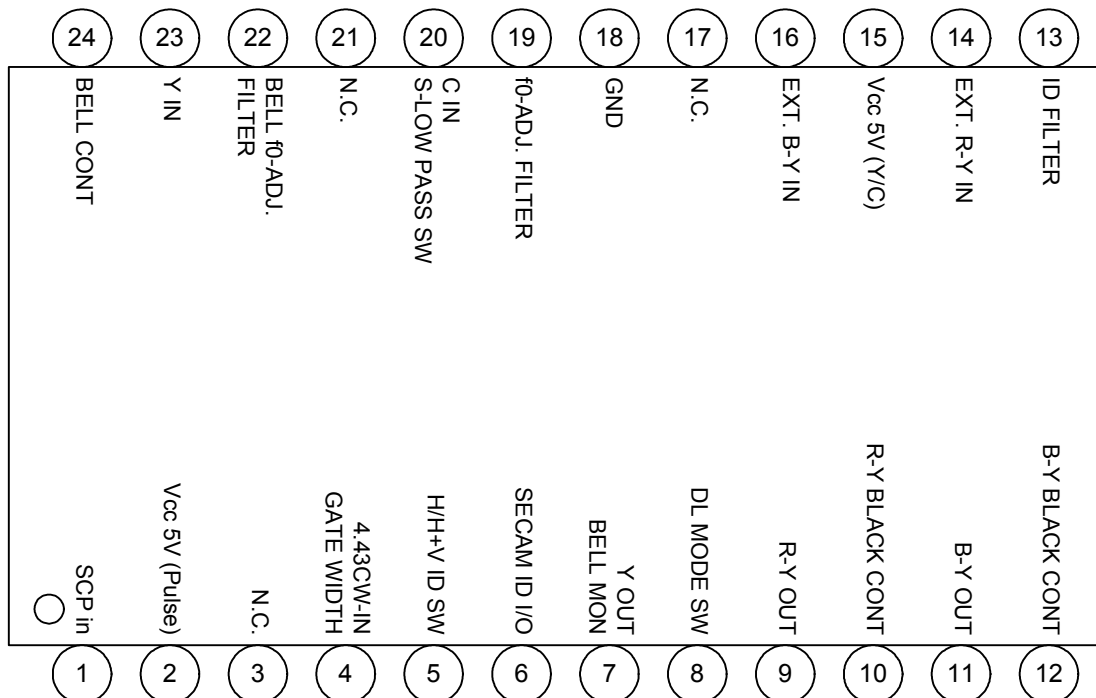 24
23
22
21
20
19
18
17
16
15
14
13
BELL CONT
Y IN
BELL f0-ADJ.
FILTER
N.C.
C IN
S-LOW PASS SW
f0-ADJ. FILTER
GND
N.C.
EXT. B-Y IN
Vcc 5V (Y/C)
EXT. R-Y IN
ID FILTER
SCP in
Vcc 5V (Pulse)
N.C.
4.43CW-IN
GATE WIDTH
H/H+V ID SW
SECAM ID I/O
Y OUT
BELL MON
DL MODE SW
R-Y OUT
R-Y BLACK CONT
B-Y OUT
B-Y BLACK CONT
1
2
3
4
5
6
7
8
9
10
11
12